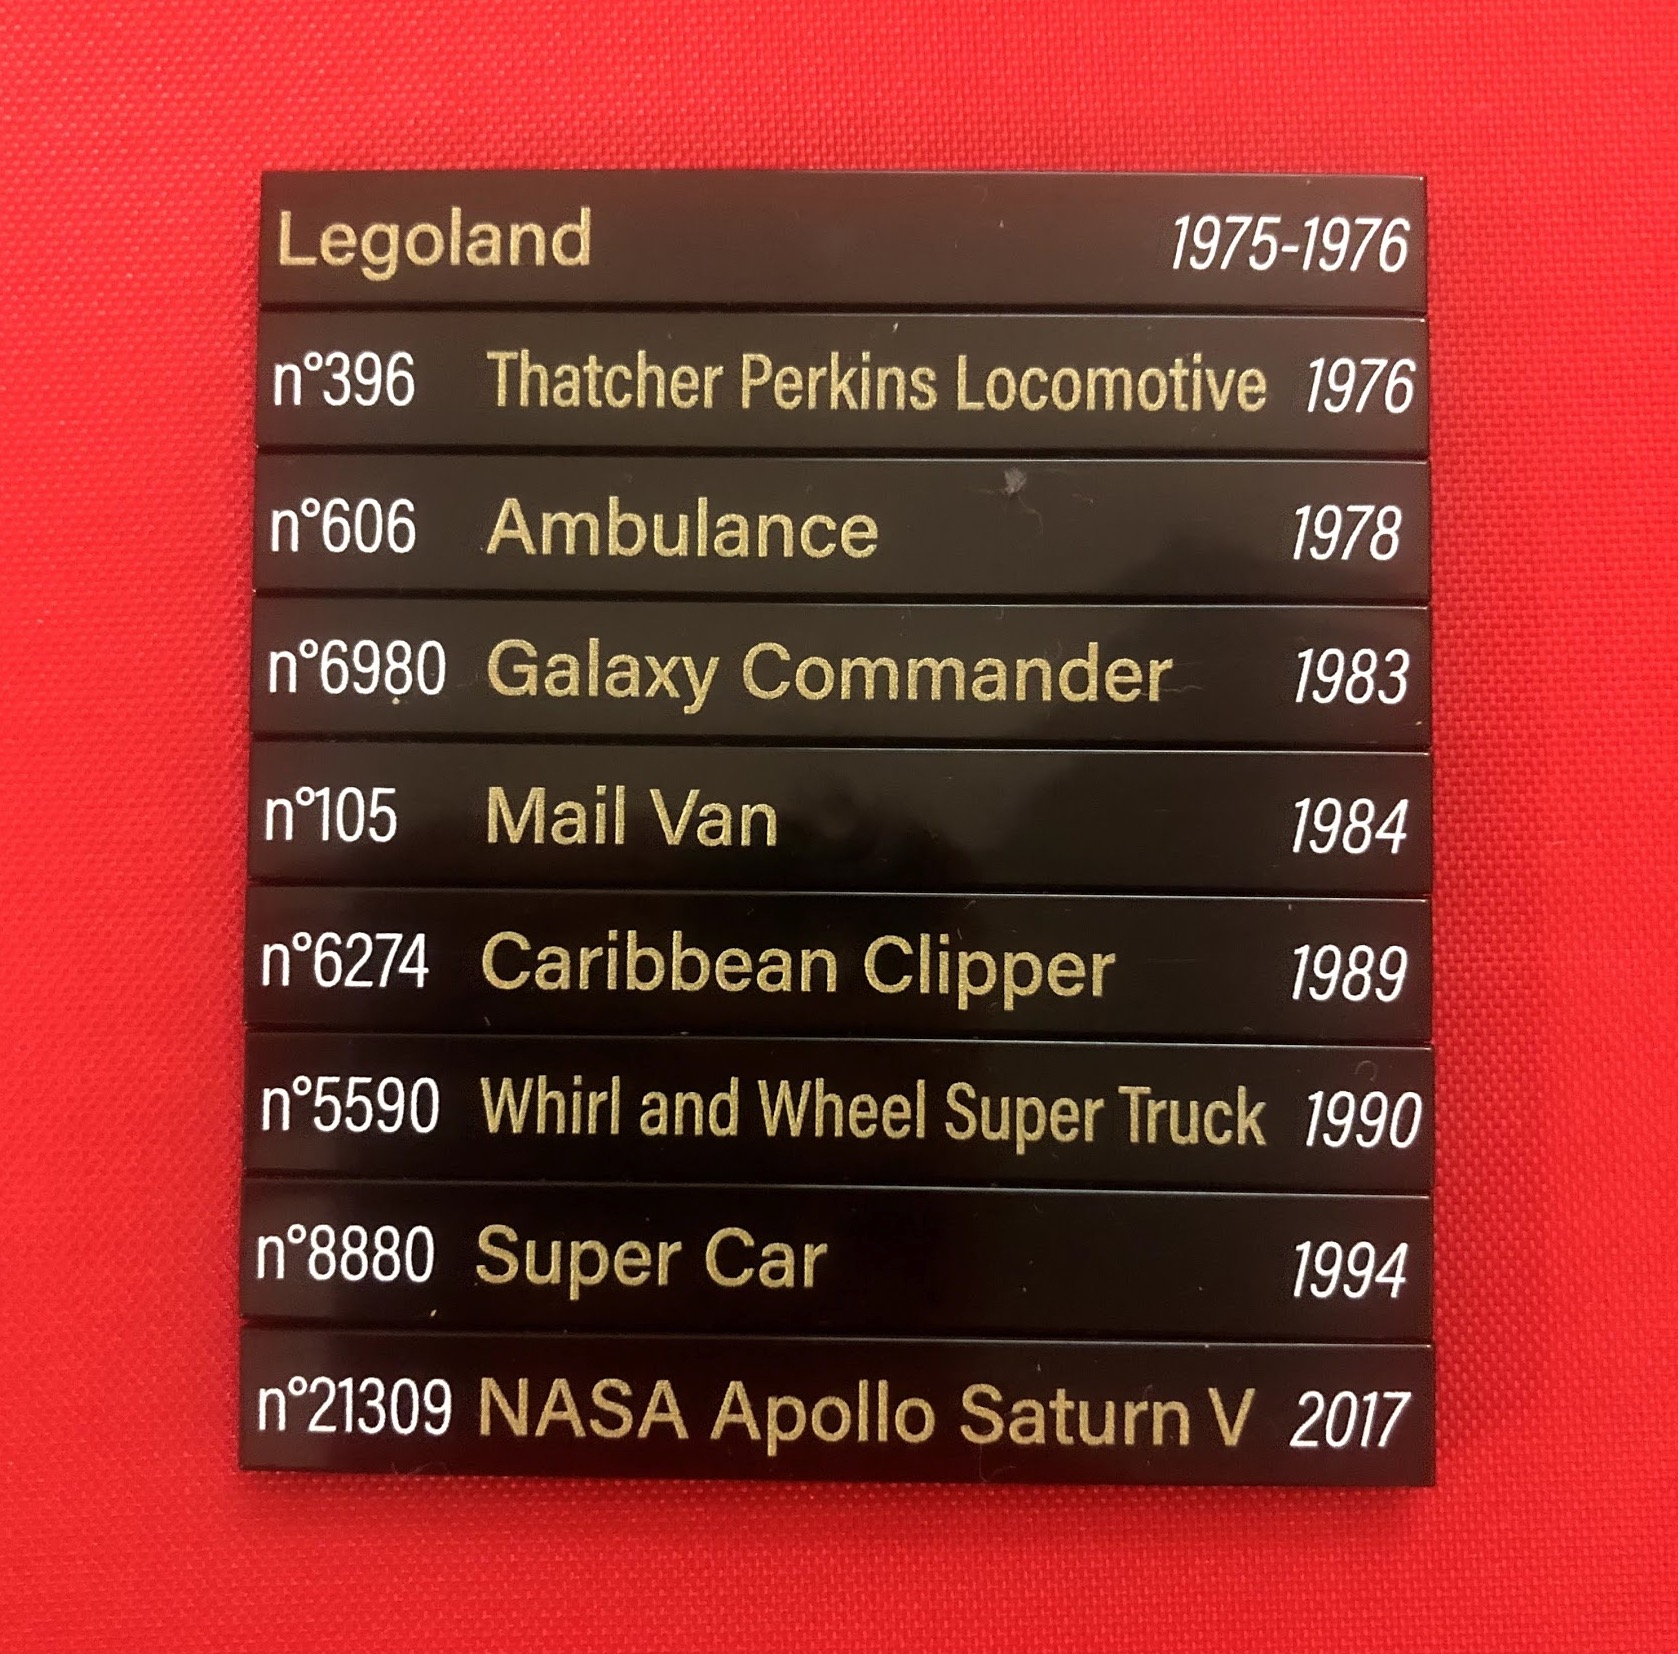 Legoland 1975-1976
n°396 Thatcher Perkins Locomotive 1976
n°606 Ambulance 1978
n°6980 Galaxy Commander 1983
n°105 Mail Van 1984
n°6274 Caribbean Clipper 1989
n°5590 Whirl and Wheel Super Truck 1990
n°8880 Super Car 1994
n°21309 NASA Apollo Saturn V 2017